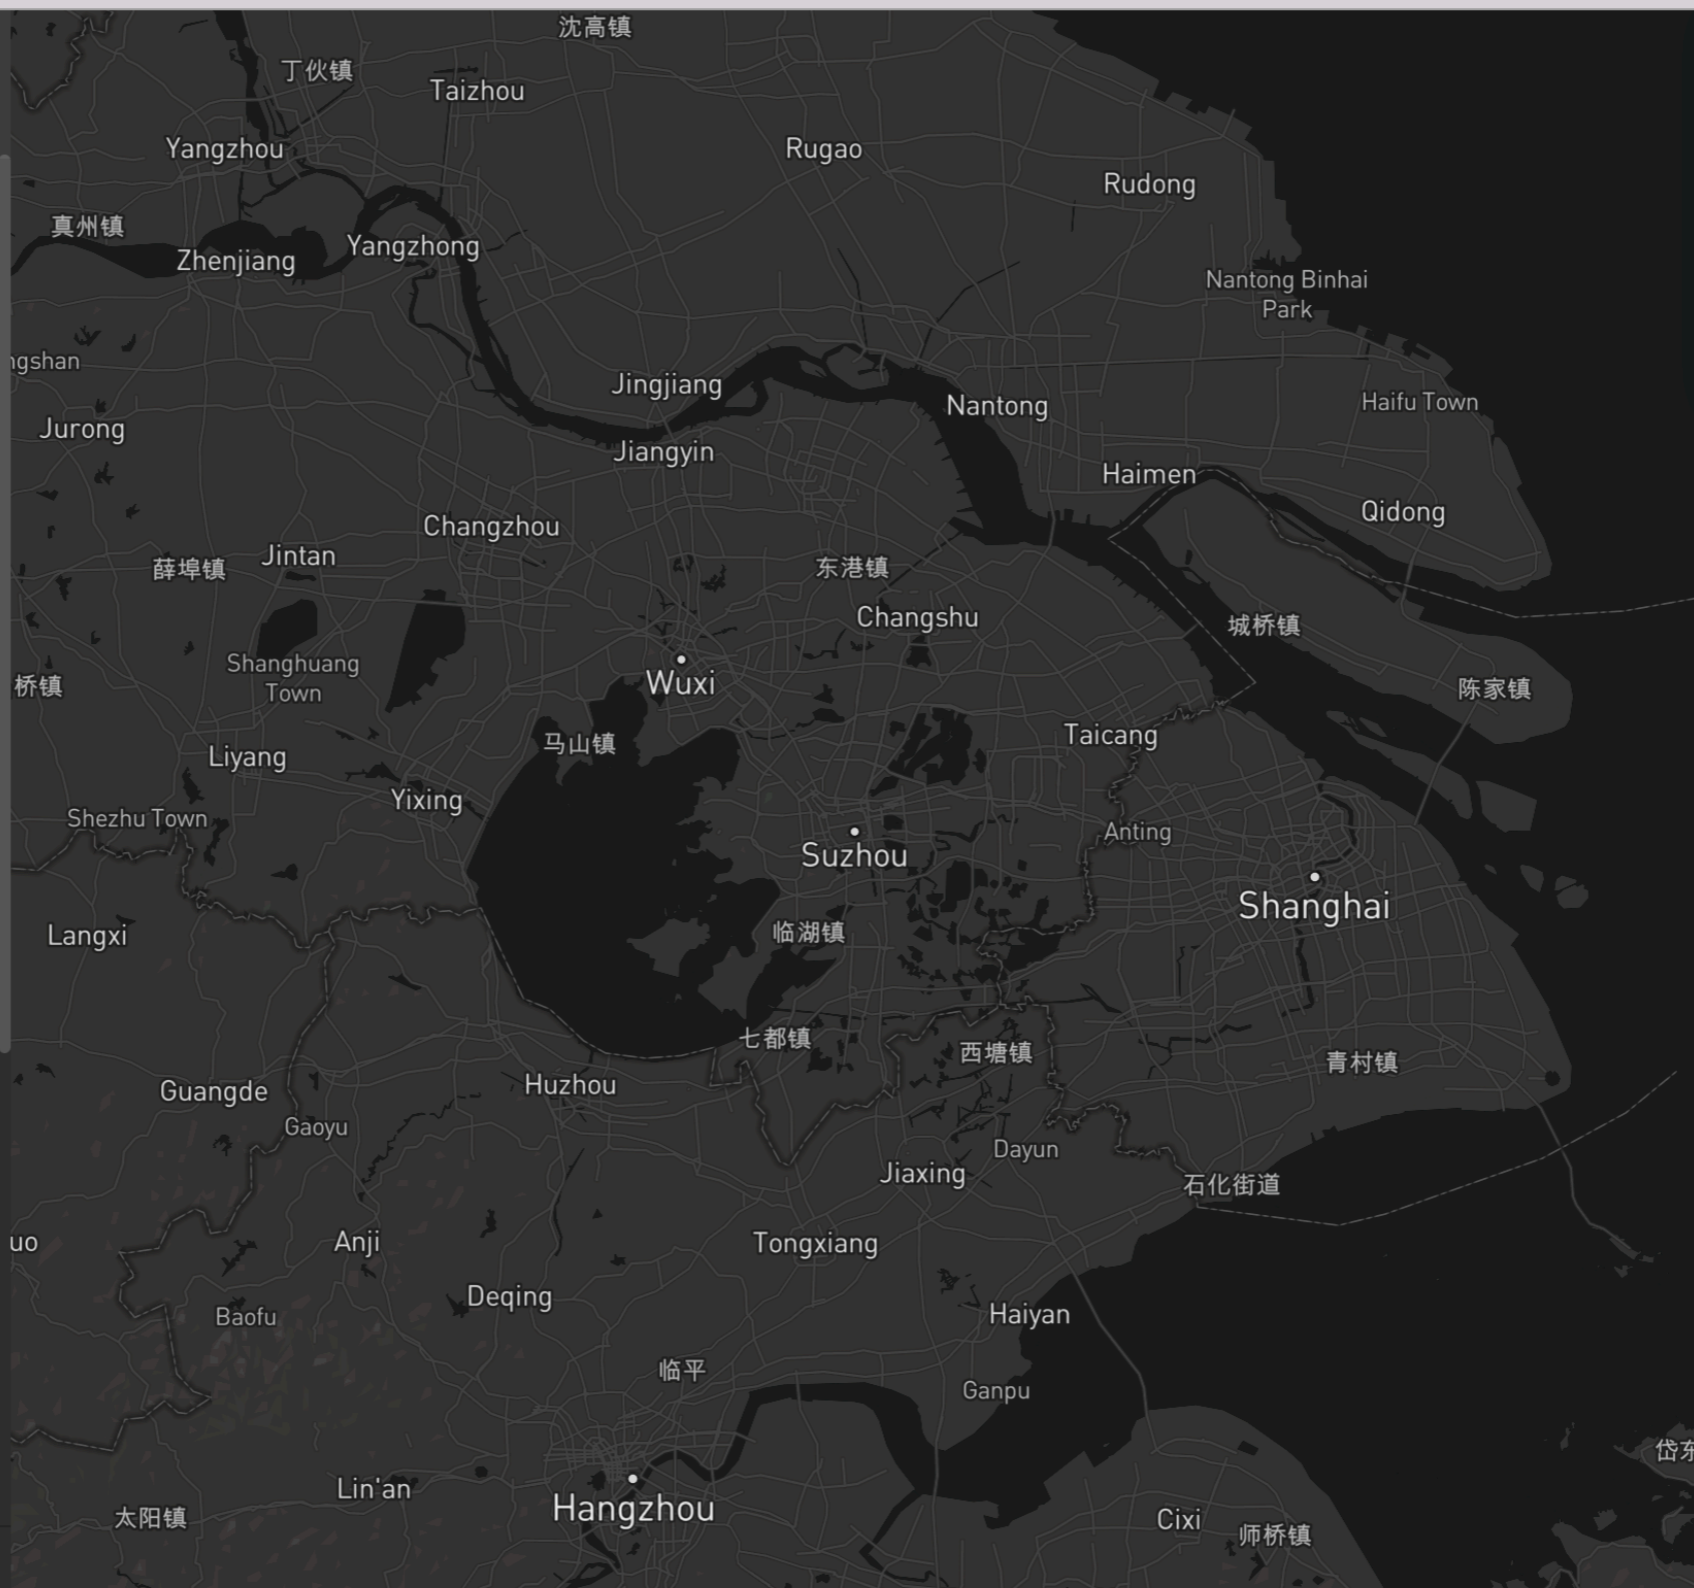 沈高镇
丁伙镇
Taizhou
Yangzhou
Rugao
Rudong
真州镇
Yangzhong
Zhenjiang
Nantong Binhai
Park
ngshan
Jingjiang
Haifu Town
Nantong
Jurong
Jiangyin
Haimen
Qidong
Changzhou
Jintan
薛埠镇
东港镇
Changshu
城桥镇
Shanghuang
Town
Wuxi
桥镇
陈家镇
Taicang
马山镇
Liyang
Yixing
Shezhu Town
Anting
Suzhou
Shanghai
临湖镇
Langxi
七都镇
西塘镇
青村镇
Huzhou
Guangde
Gaoyu
Dayun
Jiaxing
石化街道
uo
Anji
Tongxiang
Deqing
Baofu
Haiyan
临平
Ganpu
岱东
Lin'an
Hangzhou
太阳镇
Cixi
师桥镇